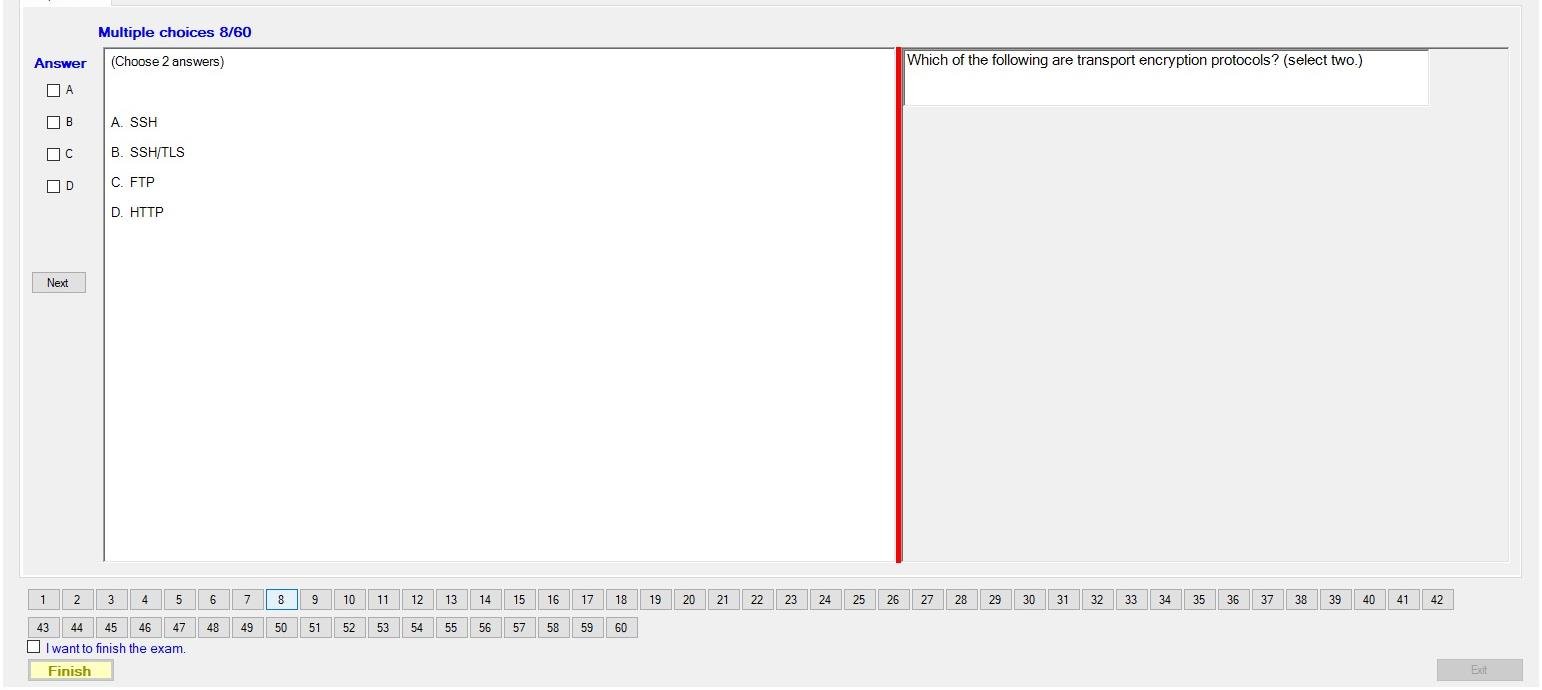 Multiple choices 8/60
Answer
(Choose 2 answers)
Which of the following are transport encryption protocols? (select two.)
A
B
C
D
A. SSH
B. SSH/TLS
C. FTP
D. HTTP
Next
1 2 3 4 5 6 7 8 9 10 11 12 13 14 15 16 17 18 19 20 21 22 23 24 25 26 27 28 29 30 31 32 33 34 35 36 37 38 39 40 41 42
43 44 45 46 47 48 49 50 51 52 53 54 55 56 57 58 59 60
I want to finish the exam.
Finish
Exit